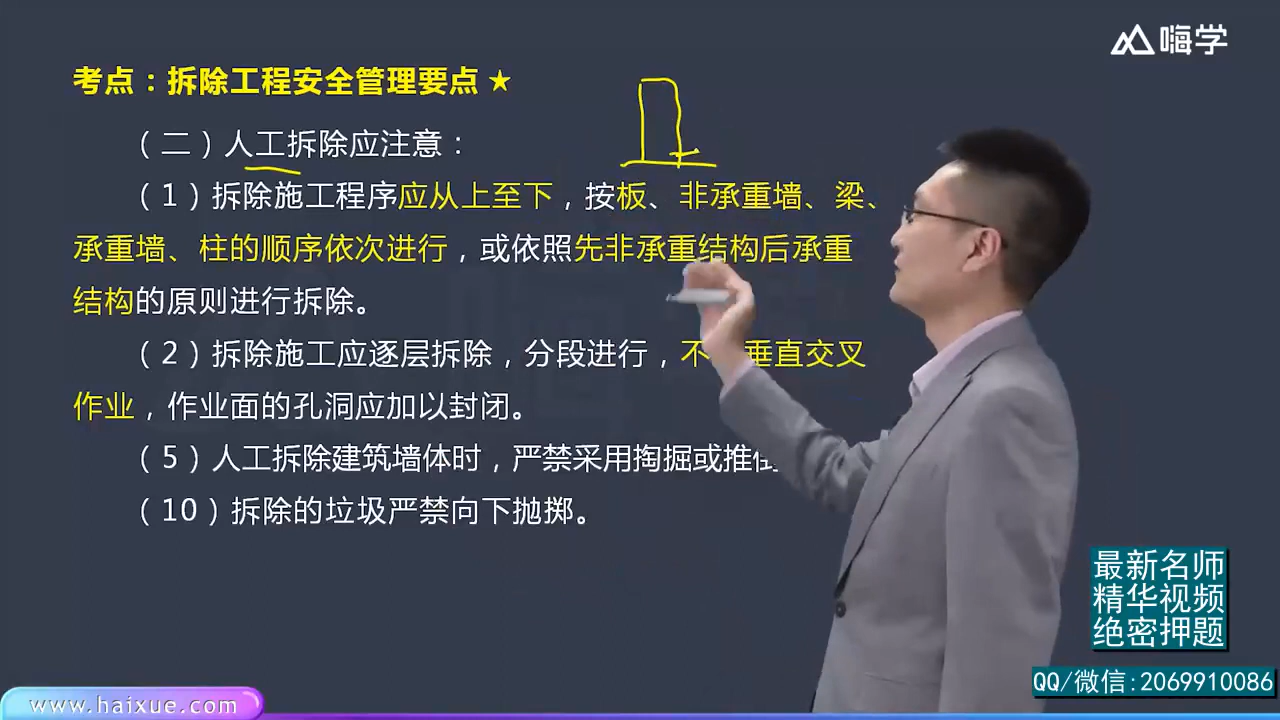 嗨学
考点：拆除工程安全管理要点★
（二）人工拆除应注意：
（1）拆除施工程序应从上至下，按板、非承重墙、梁、
承重墙、柱的顺序依次进行，或依照先非承重结构后承重
结构的原则进行拆除。
（2）拆除施工应逐层拆除，分段进行，不 垂直交叉
作业，作业面的孔洞应加以封闭。
（5）人工拆除建筑墙体时，严禁采用掏掘或推倒
（10）拆除的垃圾严禁向下抛掷。
最新名师
精华视频
绝密押题
QQ/微信:2069910086
www.haixue.com